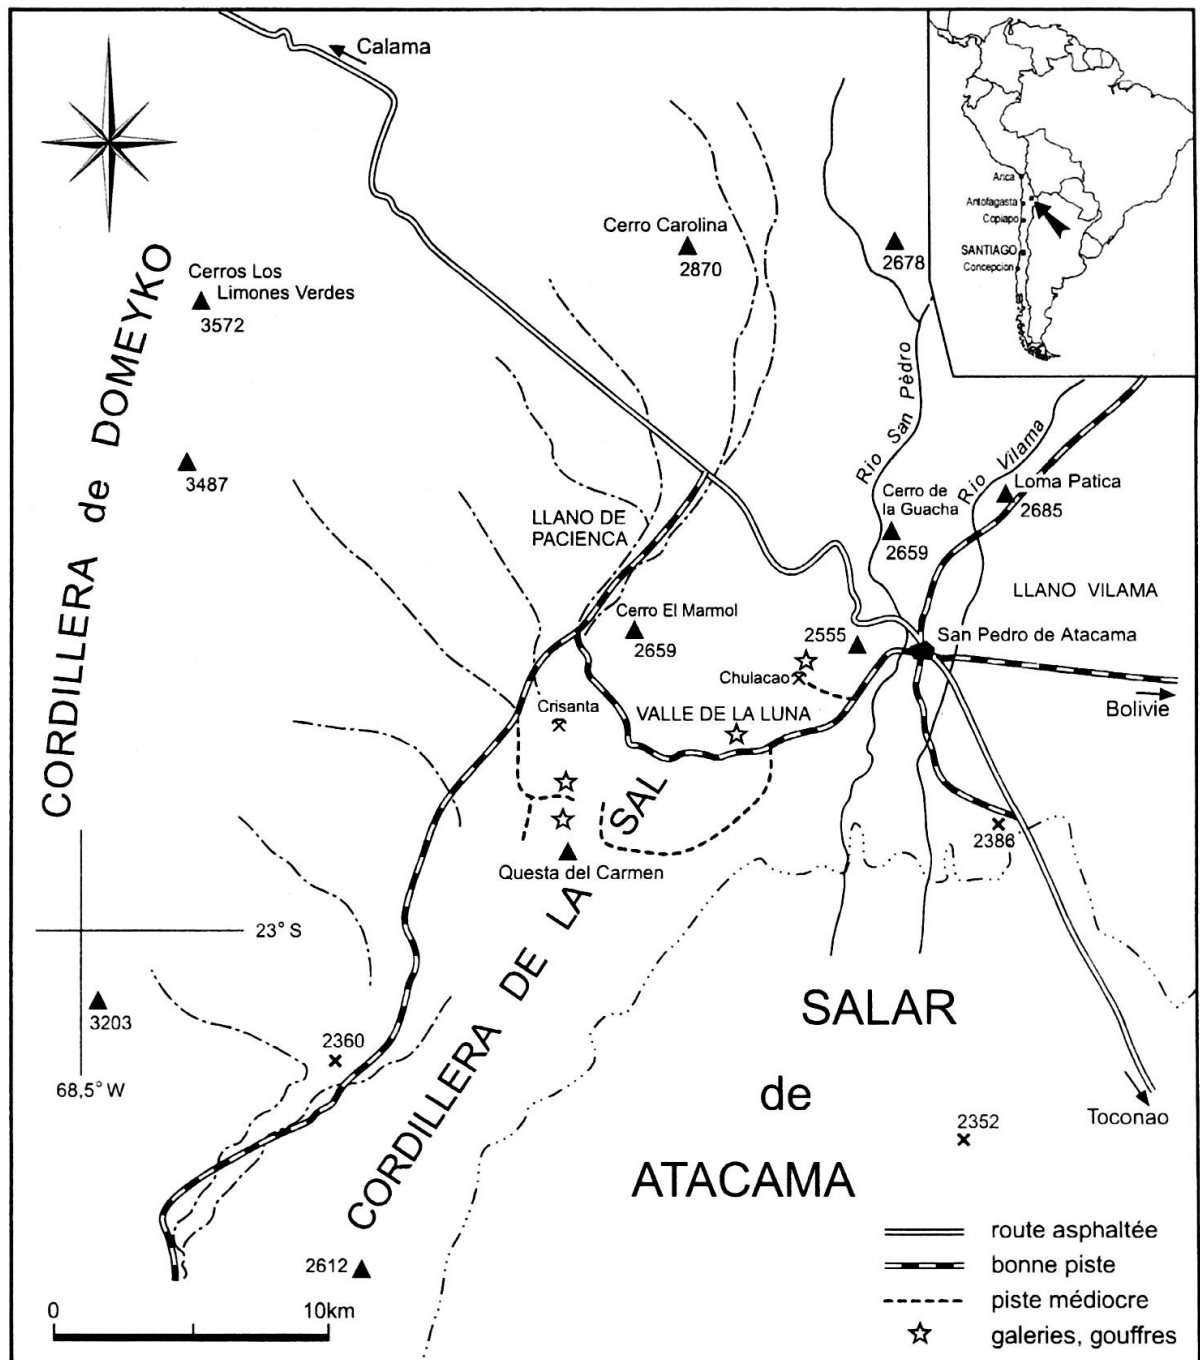 Calama
Arica
Antofagasta
Copiapo
SANTIAGO
Concepcion
Cerro Carolina
2870
2678
Cerros Los
Limones Verdes
3572
CORDILLERA de DOMEYKO
3487
Rio San Pèdro
Rio Vilama
Cerro de
la Guacha
2659
Loma Patica
2685
LLANO DE
PACIENCA
LLANO VILAMA
Cerro El Marmol
2659
2555
San Pedro de Atacama
Chulacao
Bolivie
Crisanta
VALLE DE LA LUNA
2386
Questa del Carmen
CORDILLERA DE LA SAL
23° S
3203
68,5° W
2360
SALAR
de
ATACAMA
Toconao
2352
2612
0 10km
route asphaltée
bonne piste
piste médiocre
galeries, gouffres